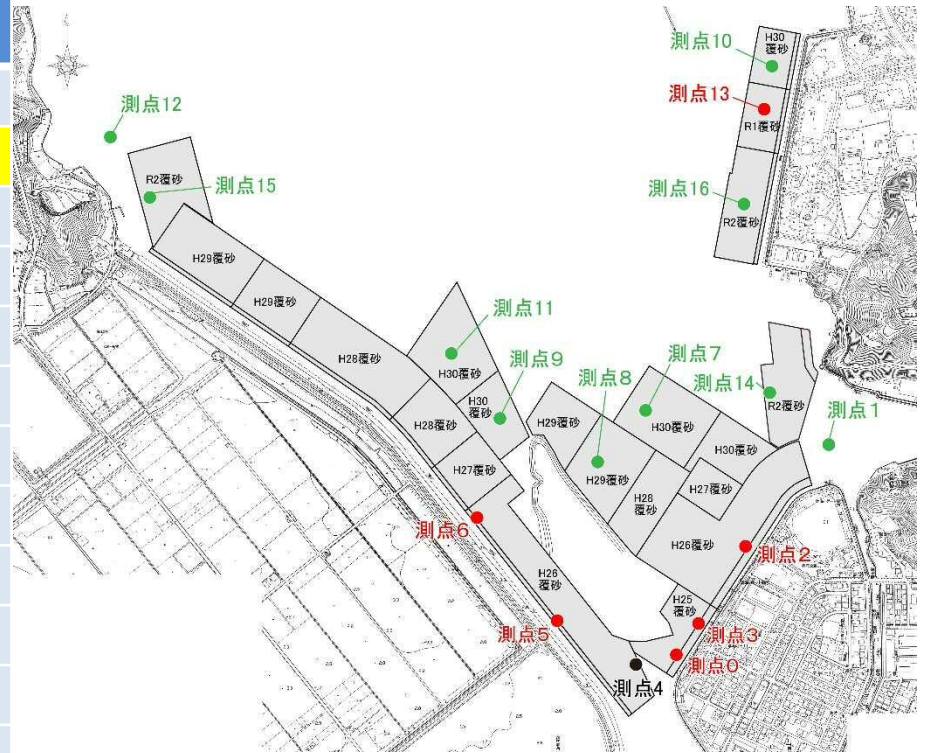 H30
覆砂
測点10
測点13
R1覆砂
測点12
R2覆砂
測点15
測点16
R2覆砂
H29覆砂
H29覆砂
測点11
H28覆砂
H30覆砂
測点9
測点8
測点7
測点14
R2覆砂
測点1
H30
覆砂
H29覆砂
H30覆砂
H28覆砂
H30覆砂
H27覆砂
H29覆砂
H27覆砂
H28
覆砂
測点6
H26覆砂
測点2
H26
覆砂
H25
覆砂
測点5
測点3
測点0
測点4